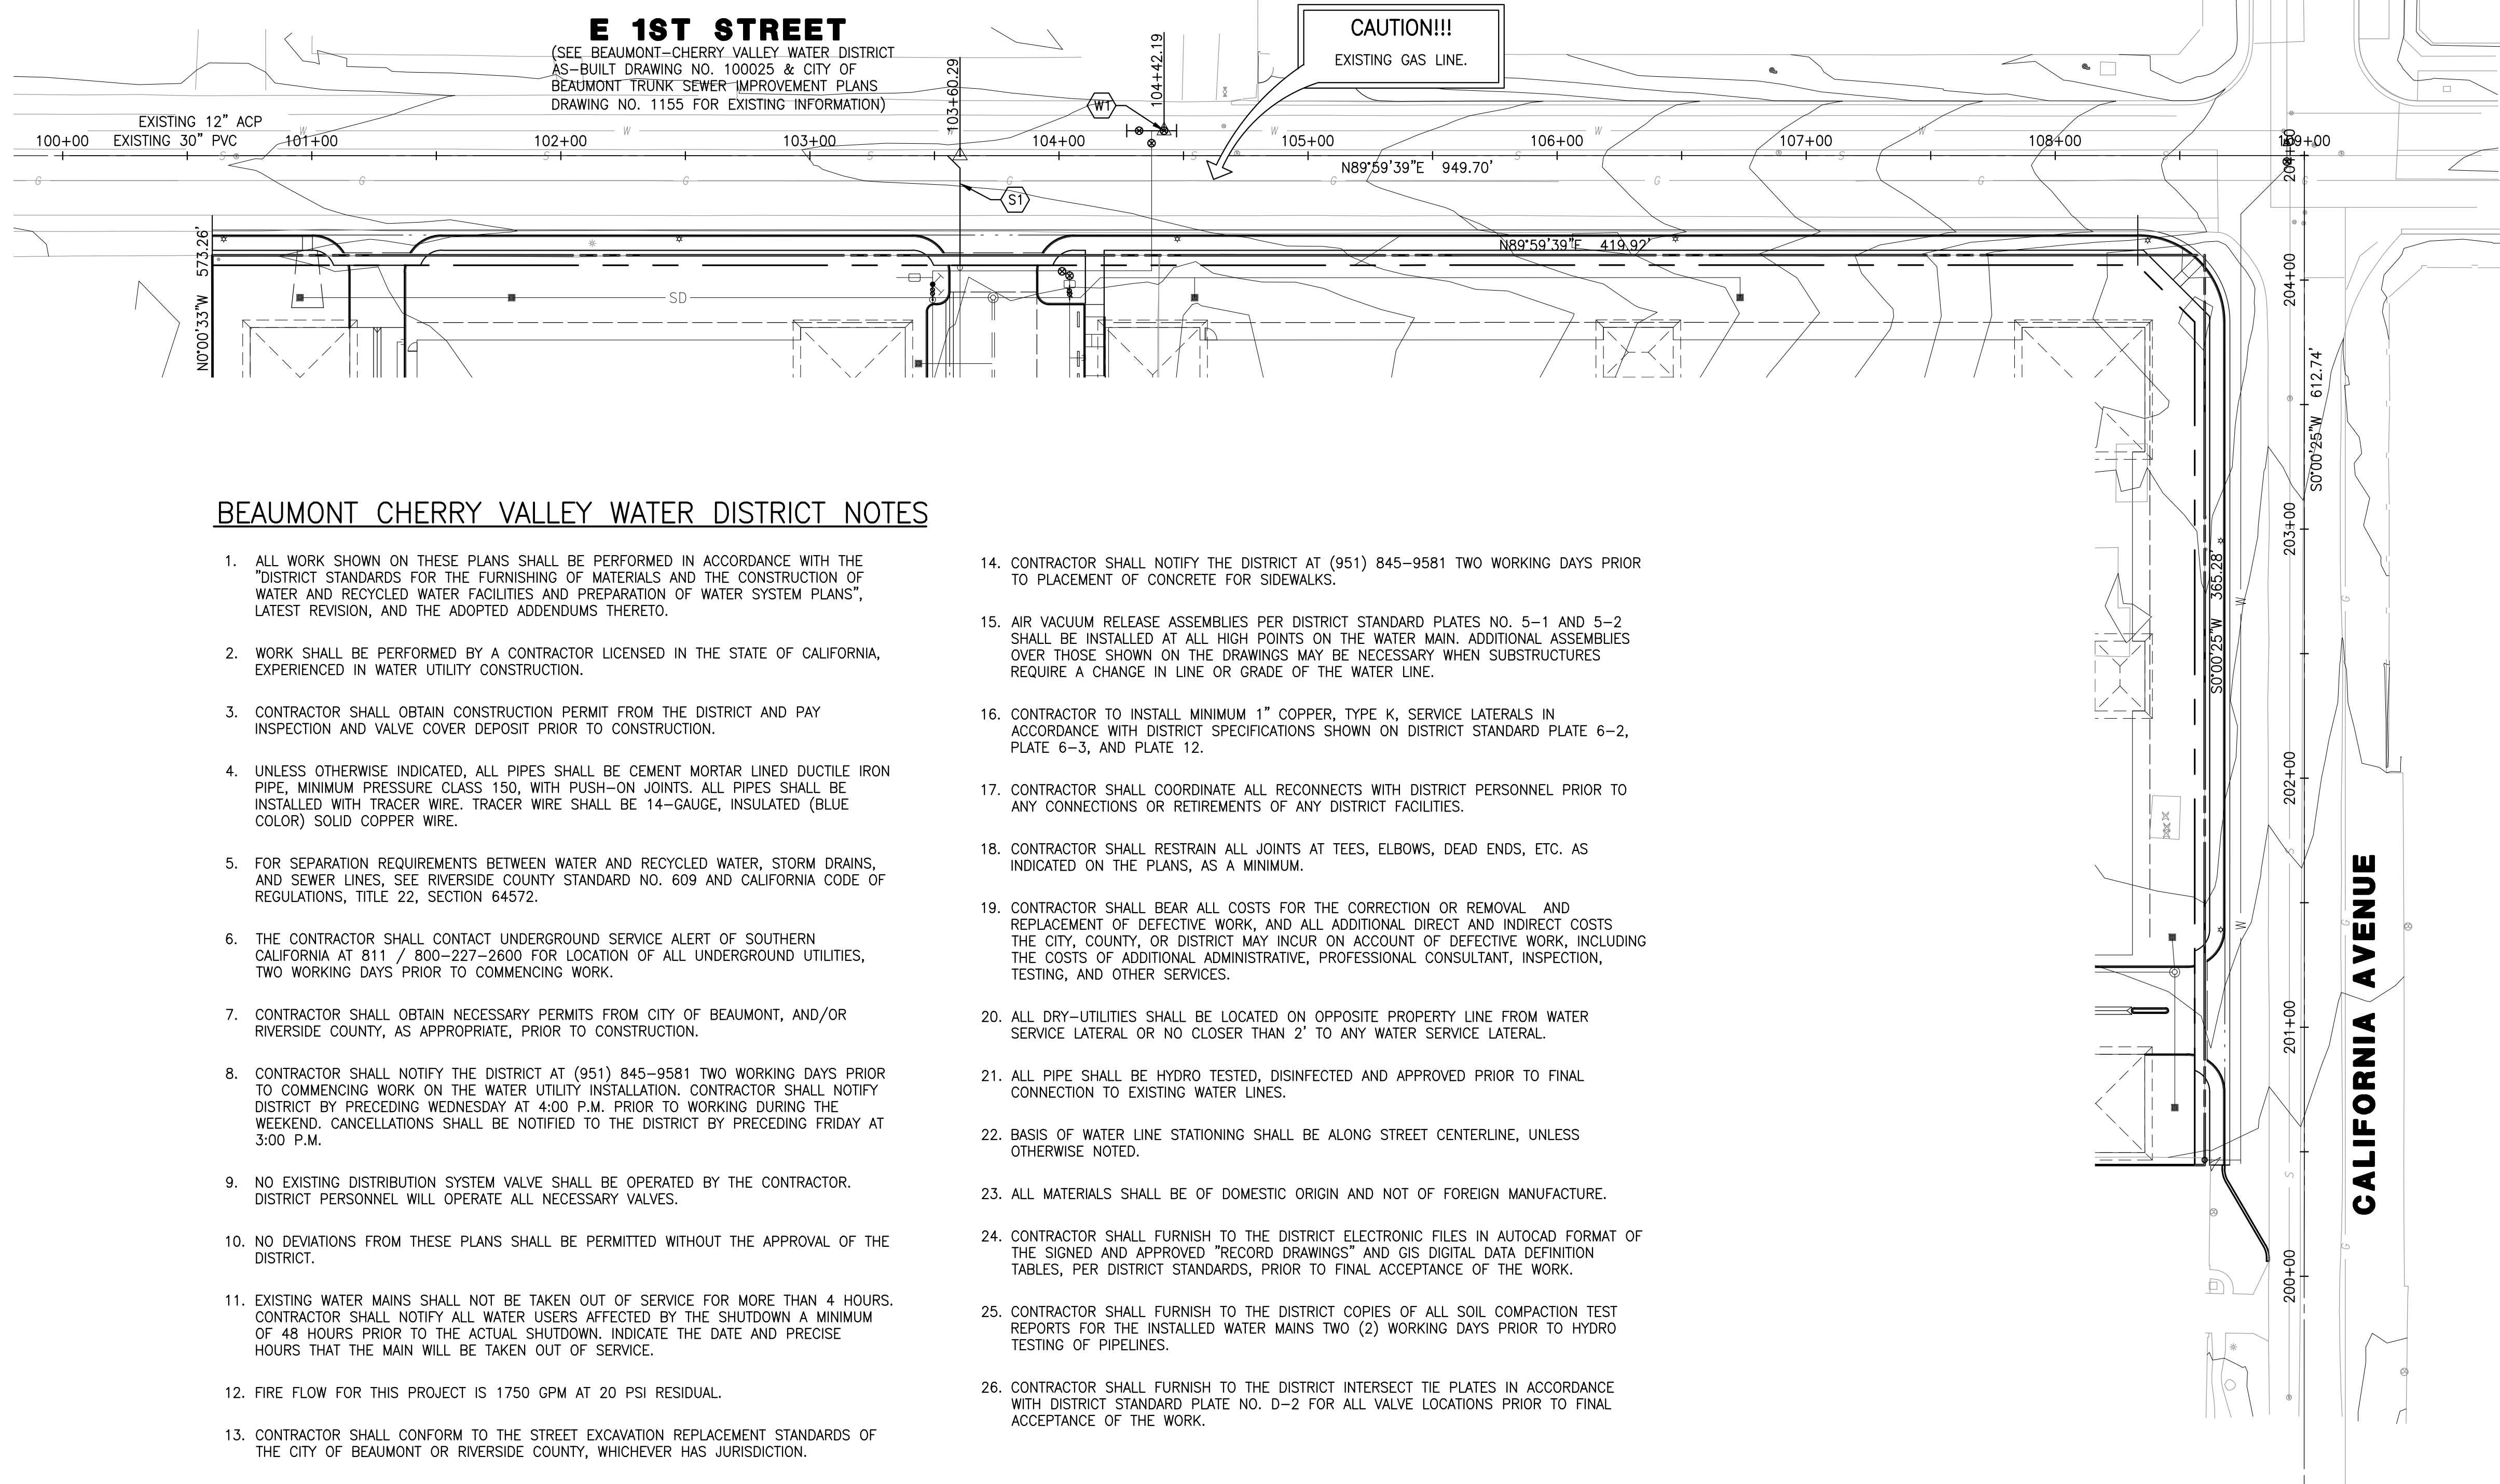 E 1ST STREET
(SEE BEAUMONT-CHERRY VALLEY WATER DISTRICT
AS-BUILT DRAWING NO. 100025 & CITY OF
BEAUMONT TRUNK SEWER IMPROVEMENT PLANS
DRAWING NO. 1155 FOR EXISTING INFORMATION)
CAUTION!!!
EXISTING GAS LINE.
103+60.29
104+42.19
W1
S1
EXISTING 12" ACP
EXISTING 30" PVC
100+00
101+00
102+00
103+00
104+00
105+00
106+00
107+00
108+00
109+00
N89°59'39"E 949.70'
N89°59'39"E 419.92'
N0°00'33"W 573.26'
SD
W W W W W W
S S S S S S S
G G G G G G G G
204+00
203+00
202+00
201+00
200+00
S0°00'25"W 612.74'
S0°00'25"W 365.28'
W
W
G
G
G
S
S
CALIFORNIA AVENUE
BEAUMONT CHERRY VALLEY WATER DISTRICT NOTES
1. ALL WORK SHOWN ON THESE PLANS SHALL BE PERFORMED IN ACCORDANCE WITH THE
"DISTRICT STANDARDS FOR THE FURNISHING OF MATERIALS AND THE CONSTRUCTION OF
WATER AND RECYCLED WATER FACILITIES AND PREPARATION OF WATER SYSTEM PLANS",
LATEST REVISION, AND THE ADOPTED ADDENDUMS THERETO.
2. WORK SHALL BE PERFORMED BY A CONTRACTOR LICENSED IN THE STATE OF CALIFORNIA,
EXPERIENCED IN WATER UTILITY CONSTRUCTION.
3. CONTRACTOR SHALL OBTAIN CONSTRUCTION PERMIT FROM THE DISTRICT AND PAY
INSPECTION AND VALVE COVER DEPOSIT PRIOR TO CONSTRUCTION.
4. UNLESS OTHERWISE INDICATED, ALL PIPES SHALL BE CEMENT MORTAR LINED DUCTILE IRON
PIPE, MINIMUM PRESSURE CLASS 150, WITH PUSH-ON JOINTS. ALL PIPES SHALL BE
INSTALLED WITH TRACER WIRE. TRACER WIRE SHALL BE 14-GAUGE, INSULATED (BLUE
COLOR) SOLID COPPER WIRE.
5. FOR SEPARATION REQUIREMENTS BETWEEN WATER AND RECYCLED WATER, STORM DRAINS,
AND SEWER LINES, SEE RIVERSIDE COUNTY STANDARD NO. 609 AND CALIFORNIA CODE OF
REGULATIONS, TITLE 22, SECTION 64572.
6. THE CONTRACTOR SHALL CONTACT UNDERGROUND SERVICE ALERT OF SOUTHERN
CALIFORNIA AT 811 / 800-227-2600 FOR LOCATION OF ALL UNDERGROUND UTILITIES,
TWO WORKING DAYS PRIOR TO COMMENCING WORK.
7. CONTRACTOR SHALL OBTAIN NECESSARY PERMITS FROM CITY OF BEAUMONT, AND/OR
RIVERSIDE COUNTY, AS APPROPRIATE, PRIOR TO CONSTRUCTION.
8. CONTRACTOR SHALL NOTIFY THE DISTRICT AT (951) 845-9581 TWO WORKING DAYS PRIOR
TO COMMENCING WORK ON THE WATER UTILITY INSTALLATION. CONTRACTOR SHALL NOTIFY
DISTRICT BY PRECEDING WEDNESDAY AT 4:00 P.M. PRIOR TO WORKING DURING THE
WEEKEND. CANCELLATIONS SHALL BE NOTIFIED TO THE DISTRICT BY PRECEDING FRIDAY AT
3:00 P.M.
9. NO EXISTING DISTRIBUTION SYSTEM VALVE SHALL BE OPERATED BY THE CONTRACTOR.
DISTRICT PERSONNEL WILL OPERATE ALL NECESSARY VALVES.
10. NO DEVIATIONS FROM THESE PLANS SHALL BE PERMITTED WITHOUT THE APPROVAL OF THE
DISTRICT.
11. EXISTING WATER MAINS SHALL NOT BE TAKEN OUT OF SERVICE FOR MORE THAN 4 HOURS.
CONTRACTOR SHALL NOTIFY ALL WATER USERS AFFECTED BY THE SHUTDOWN A MINIMUM
OF 48 HOURS PRIOR TO THE ACTUAL SHUTDOWN. INDICATE THE DATE AND PRECISE
HOURS THAT THE MAIN WILL BE TAKEN OUT OF SERVICE.
12. FIRE FLOW FOR THIS PROJECT IS 1750 GPM AT 20 PSI RESIDUAL.
13. CONTRACTOR SHALL CONFORM TO THE STREET EXCAVATION REPLACEMENT STANDARDS OF
THE CITY OF BEAUMONT OR RIVERSIDE COUNTY, WHICHEVER HAS JURISDICTION.
14. CONTRACTOR SHALL NOTIFY THE DISTRICT AT (951) 845-9581 TWO WORKING DAYS PRIOR
TO PLACEMENT OF CONCRETE FOR SIDEWALKS.
15. AIR VACUUM RELEASE ASSEMBLIES PER DISTRICT STANDARD PLATES NO. 5-1 AND 5-2
SHALL BE INSTALLED AT ALL HIGH POINTS ON THE WATER MAIN. ADDITIONAL ASSEMBLIES
OVER THOSE SHOWN ON THE DRAWINGS MAY BE NECESSARY WHEN SUBSTRUCTURES
REQUIRE A CHANGE IN LINE OR GRADE OF THE WATER LINE.
16. CONTRACTOR TO INSTALL MINIMUM 1" COPPER, TYPE K, SERVICE LATERALS IN
ACCORDANCE WITH DISTRICT SPECIFICATIONS SHOWN ON DISTRICT STANDARD PLATE 6-2,
PLATE 6-3, AND PLATE 12.
17. CONTRACTOR SHALL COORDINATE ALL RECONNECTS WITH DISTRICT PERSONNEL PRIOR TO
ANY CONNECTIONS OR RETIREMENTS OF ANY DISTRICT FACILITIES.
18. CONTRACTOR SHALL RESTRAIN ALL JOINTS AT TEES, ELBOWS, DEAD ENDS, ETC. AS
INDICATED ON THE PLANS, AS A MINIMUM.
19. CONTRACTOR SHALL BEAR ALL COSTS FOR THE CORRECTION OR REMOVAL AND
REPLACEMENT OF DEFECTIVE WORK, AND ALL ADDITIONAL DIRECT AND INDIRECT COSTS
THE CITY, COUNTY, OR DISTRICT MAY INCUR ON ACCOUNT OF DEFECTIVE WORK, INCLUDING
THE COSTS OF ADDITIONAL ADMINISTRATIVE, PROFESSIONAL CONSULTANT, INSPECTION,
TESTING, AND OTHER SERVICES.
20. ALL DRY-UTILITIES SHALL BE LOCATED ON OPPOSITE PROPERTY LINE FROM WATER
SERVICE LATERAL OR NO CLOSER THAN 2' TO ANY WATER SERVICE LATERAL.
21. ALL PIPE SHALL BE HYDRO TESTED, DISINFECTED AND APPROVED PRIOR TO FINAL
CONNECTION TO EXISTING WATER LINES.
22. BASIS OF WATER LINE STATIONING SHALL BE ALONG STREET CENTERLINE, UNLESS
OTHERWISE NOTED.
23. ALL MATERIALS SHALL BE OF DOMESTIC ORIGIN AND NOT OF FOREIGN MANUFACTURE.
24. CONTRACTOR SHALL FURNISH TO THE DISTRICT ELECTRONIC FILES IN AUTOCAD FORMAT OF
THE SIGNED AND APPROVED "RECORD DRAWINGS" AND GIS DIGITAL DATA DEFINITION
TABLES, PER DISTRICT STANDARDS, PRIOR TO FINAL ACCEPTANCE OF THE WORK.
25. CONTRACTOR SHALL FURNISH TO THE DISTRICT COPIES OF ALL SOIL COMPACTION TEST
REPORTS FOR THE INSTALLED WATER MAINS TWO (2) WORKING DAYS PRIOR TO HYDRO
TESTING OF PIPELINES.
26. CONTRACTOR SHALL FURNISH TO THE DISTRICT INTERSECT TIE PLATES IN ACCORDANCE
WITH DISTRICT STANDARD PLATE NO. D-2 FOR ALL VALVE LOCATIONS PRIOR TO FINAL
ACCEPTANCE OF THE WORK.